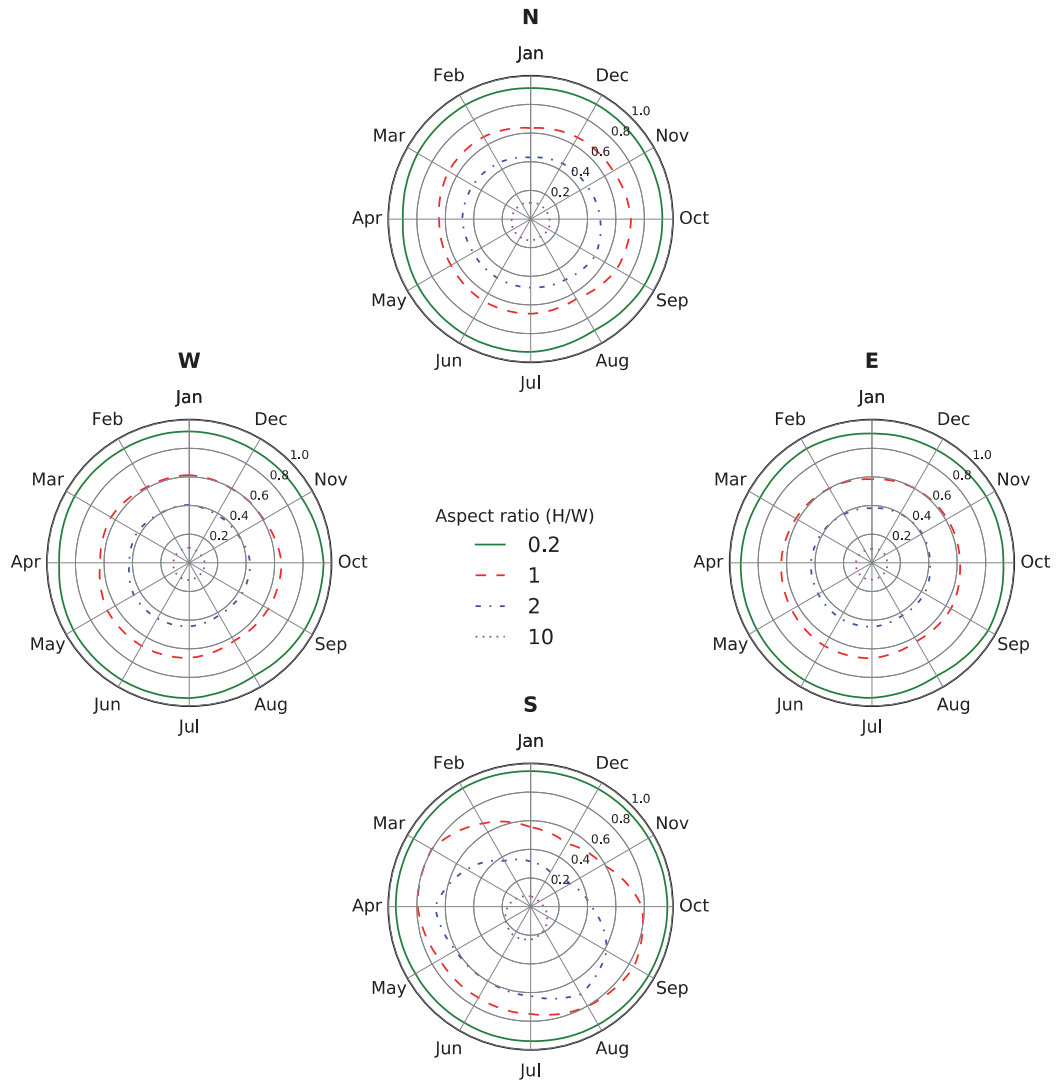 N
Jan
Feb Dec
1.0
Mar 0.8 Nov
0.6
0.4
0.2
Apr Oct
May Sep
Jun Aug
Jul
W E
Jan Jan
Feb Dec Feb Dec
1.0 1.0
Mar 0.8 Nov Mar 0.8 Nov
0.6 0.6
0.4 Aspect ratio (H/W) 0.4
0.2 0.2
0.2
Apr Oct 1 Apr Oct
2
10
May Sep May Sep
Jun Aug Jun Aug
Jul S Jul
Jan
Feb Dec
1.0
Mar 0.8 Nov
0.6
0.4
0.2
Apr Oct
May Sep
Jun Aug
Jul